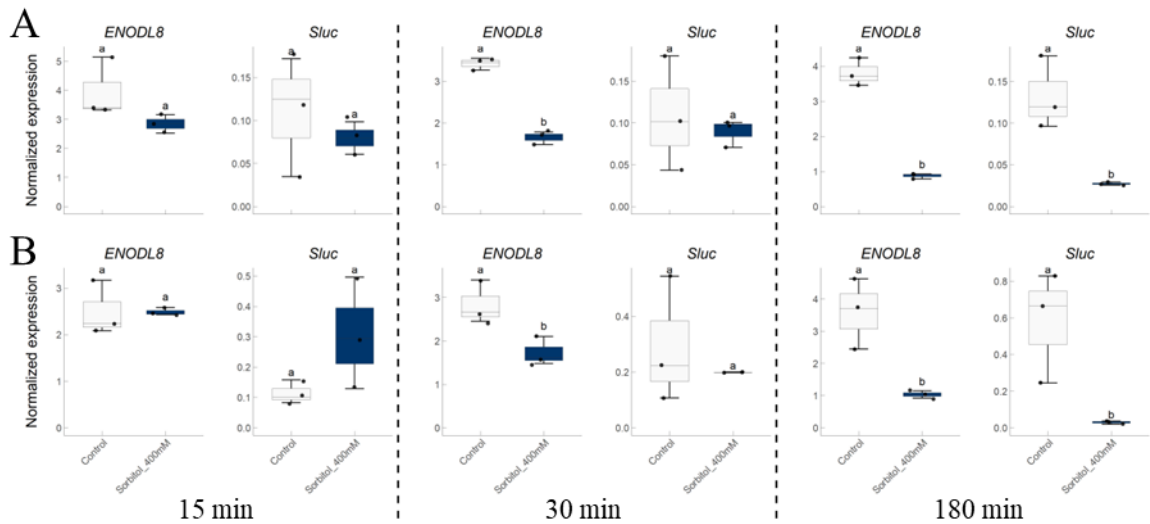 A
ENODL8 Sluc ENODL8 Sluc ENODL8 Sluc
Normalized expression
5 4 3 2 1 0 a a
0.15 0.10 0.05 0.00 a a
3 2 1 0 a b
0.15 0.10 0.05 0.00 a a
4 3 2 1 0 a b
0.15 0.10 0.05 0.00 a b
B
ENODL8 Sluc ENODL8 Sluc ENODL8 Sluc
Normalized expression
3 2 1 0 a a
0.5 0.4 0.3 0.2 0.1 0.0 a a
3 2 1 0 a b
0.4 0.2 0.0 a a
4 3 2 1 0 a b
0.8 0.6 0.4 0.2 0.0 a b
Control Sorbitol_400mM Control Sorbitol_400mM Control Sorbitol_400mM Control Sorbitol_400mM Control Sorbitol_400mM Control Sorbitol_400mM
15 min 30 min 180 min